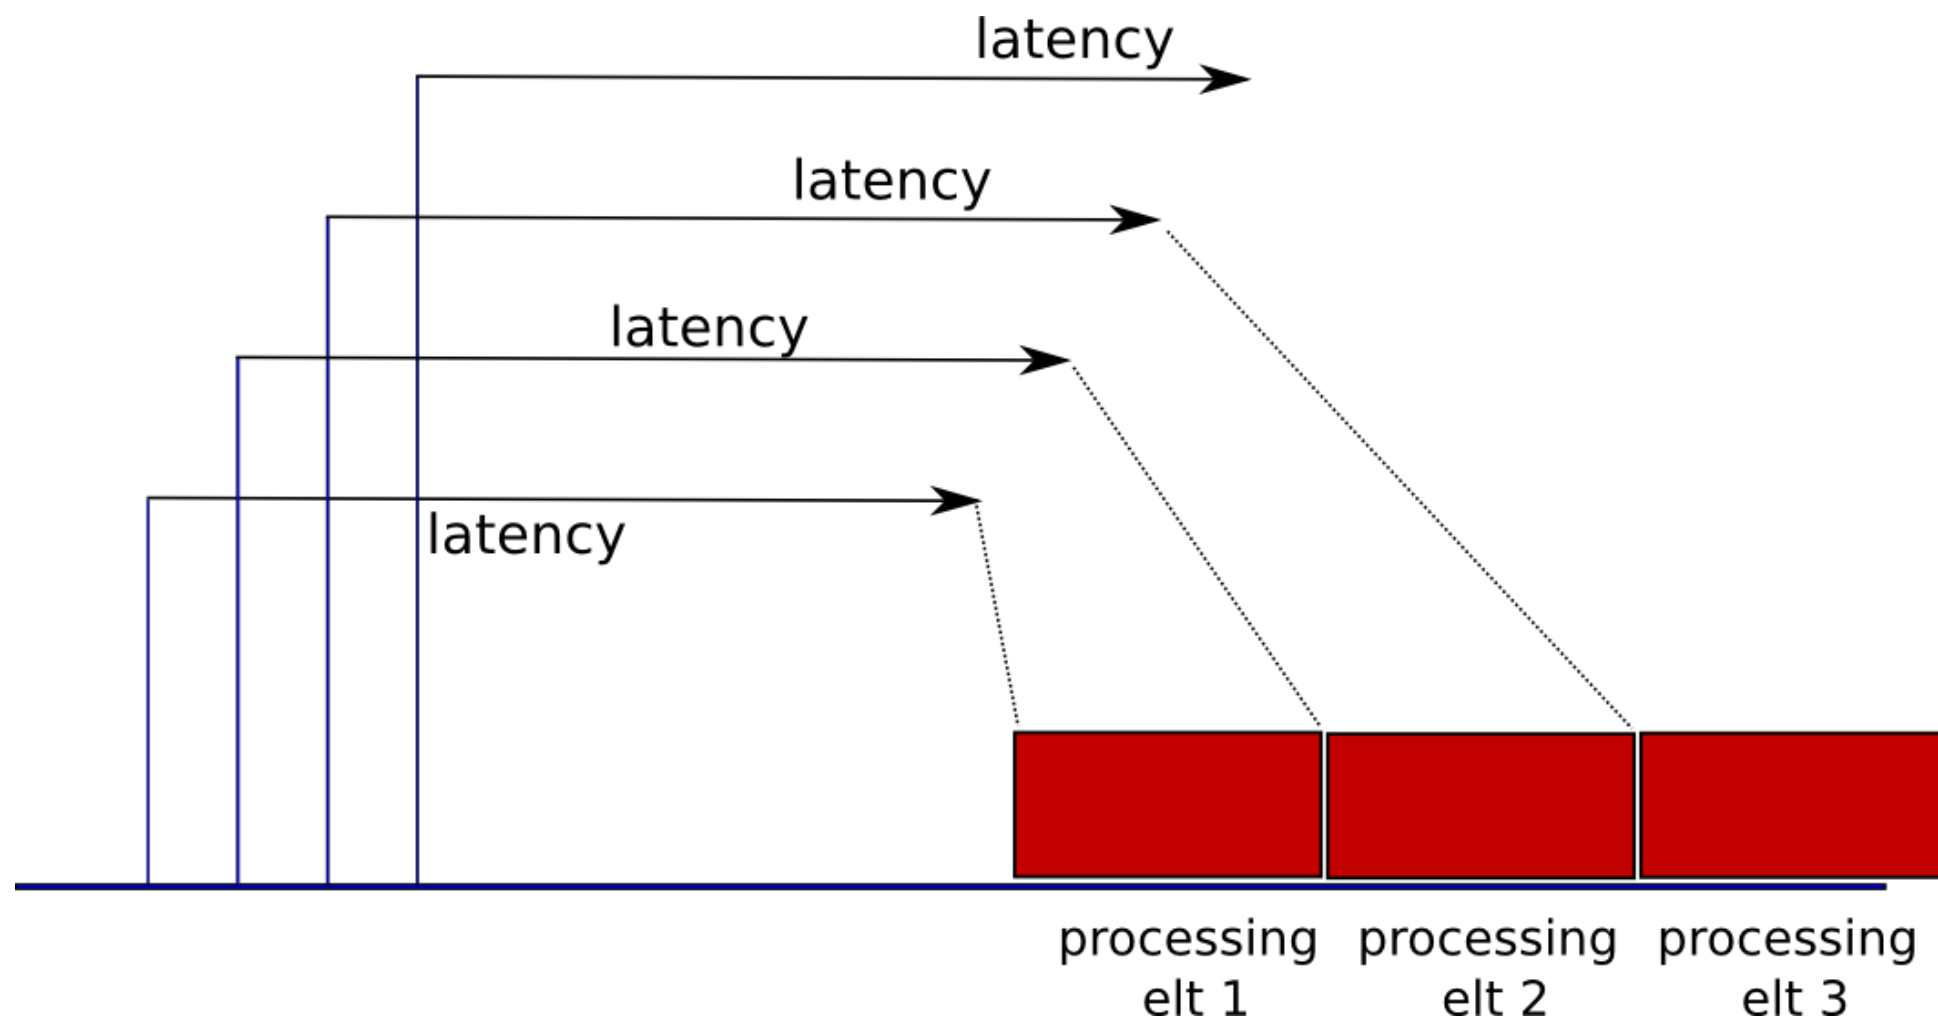 latency
latency
latency
latency
processing processing processing
elt 1 elt 2 elt 3